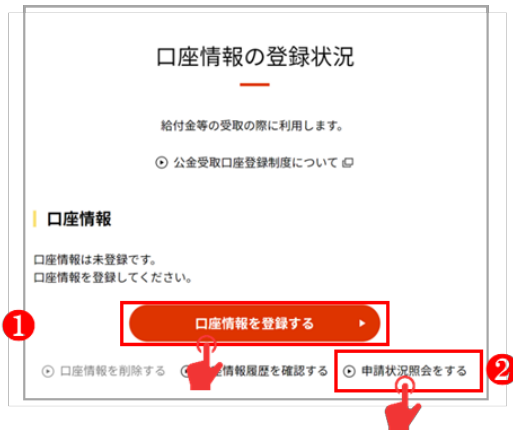 口座情報の登録状況
給付金等の受取の際に利用します。
公金受取口座登録制度について
口座情報
口座情報は未登録です。
口座情報を登録してください。
❶
口座情報を登録する
口座情報を削除する 情報履歴を確認する 申請状況照会をする
❷